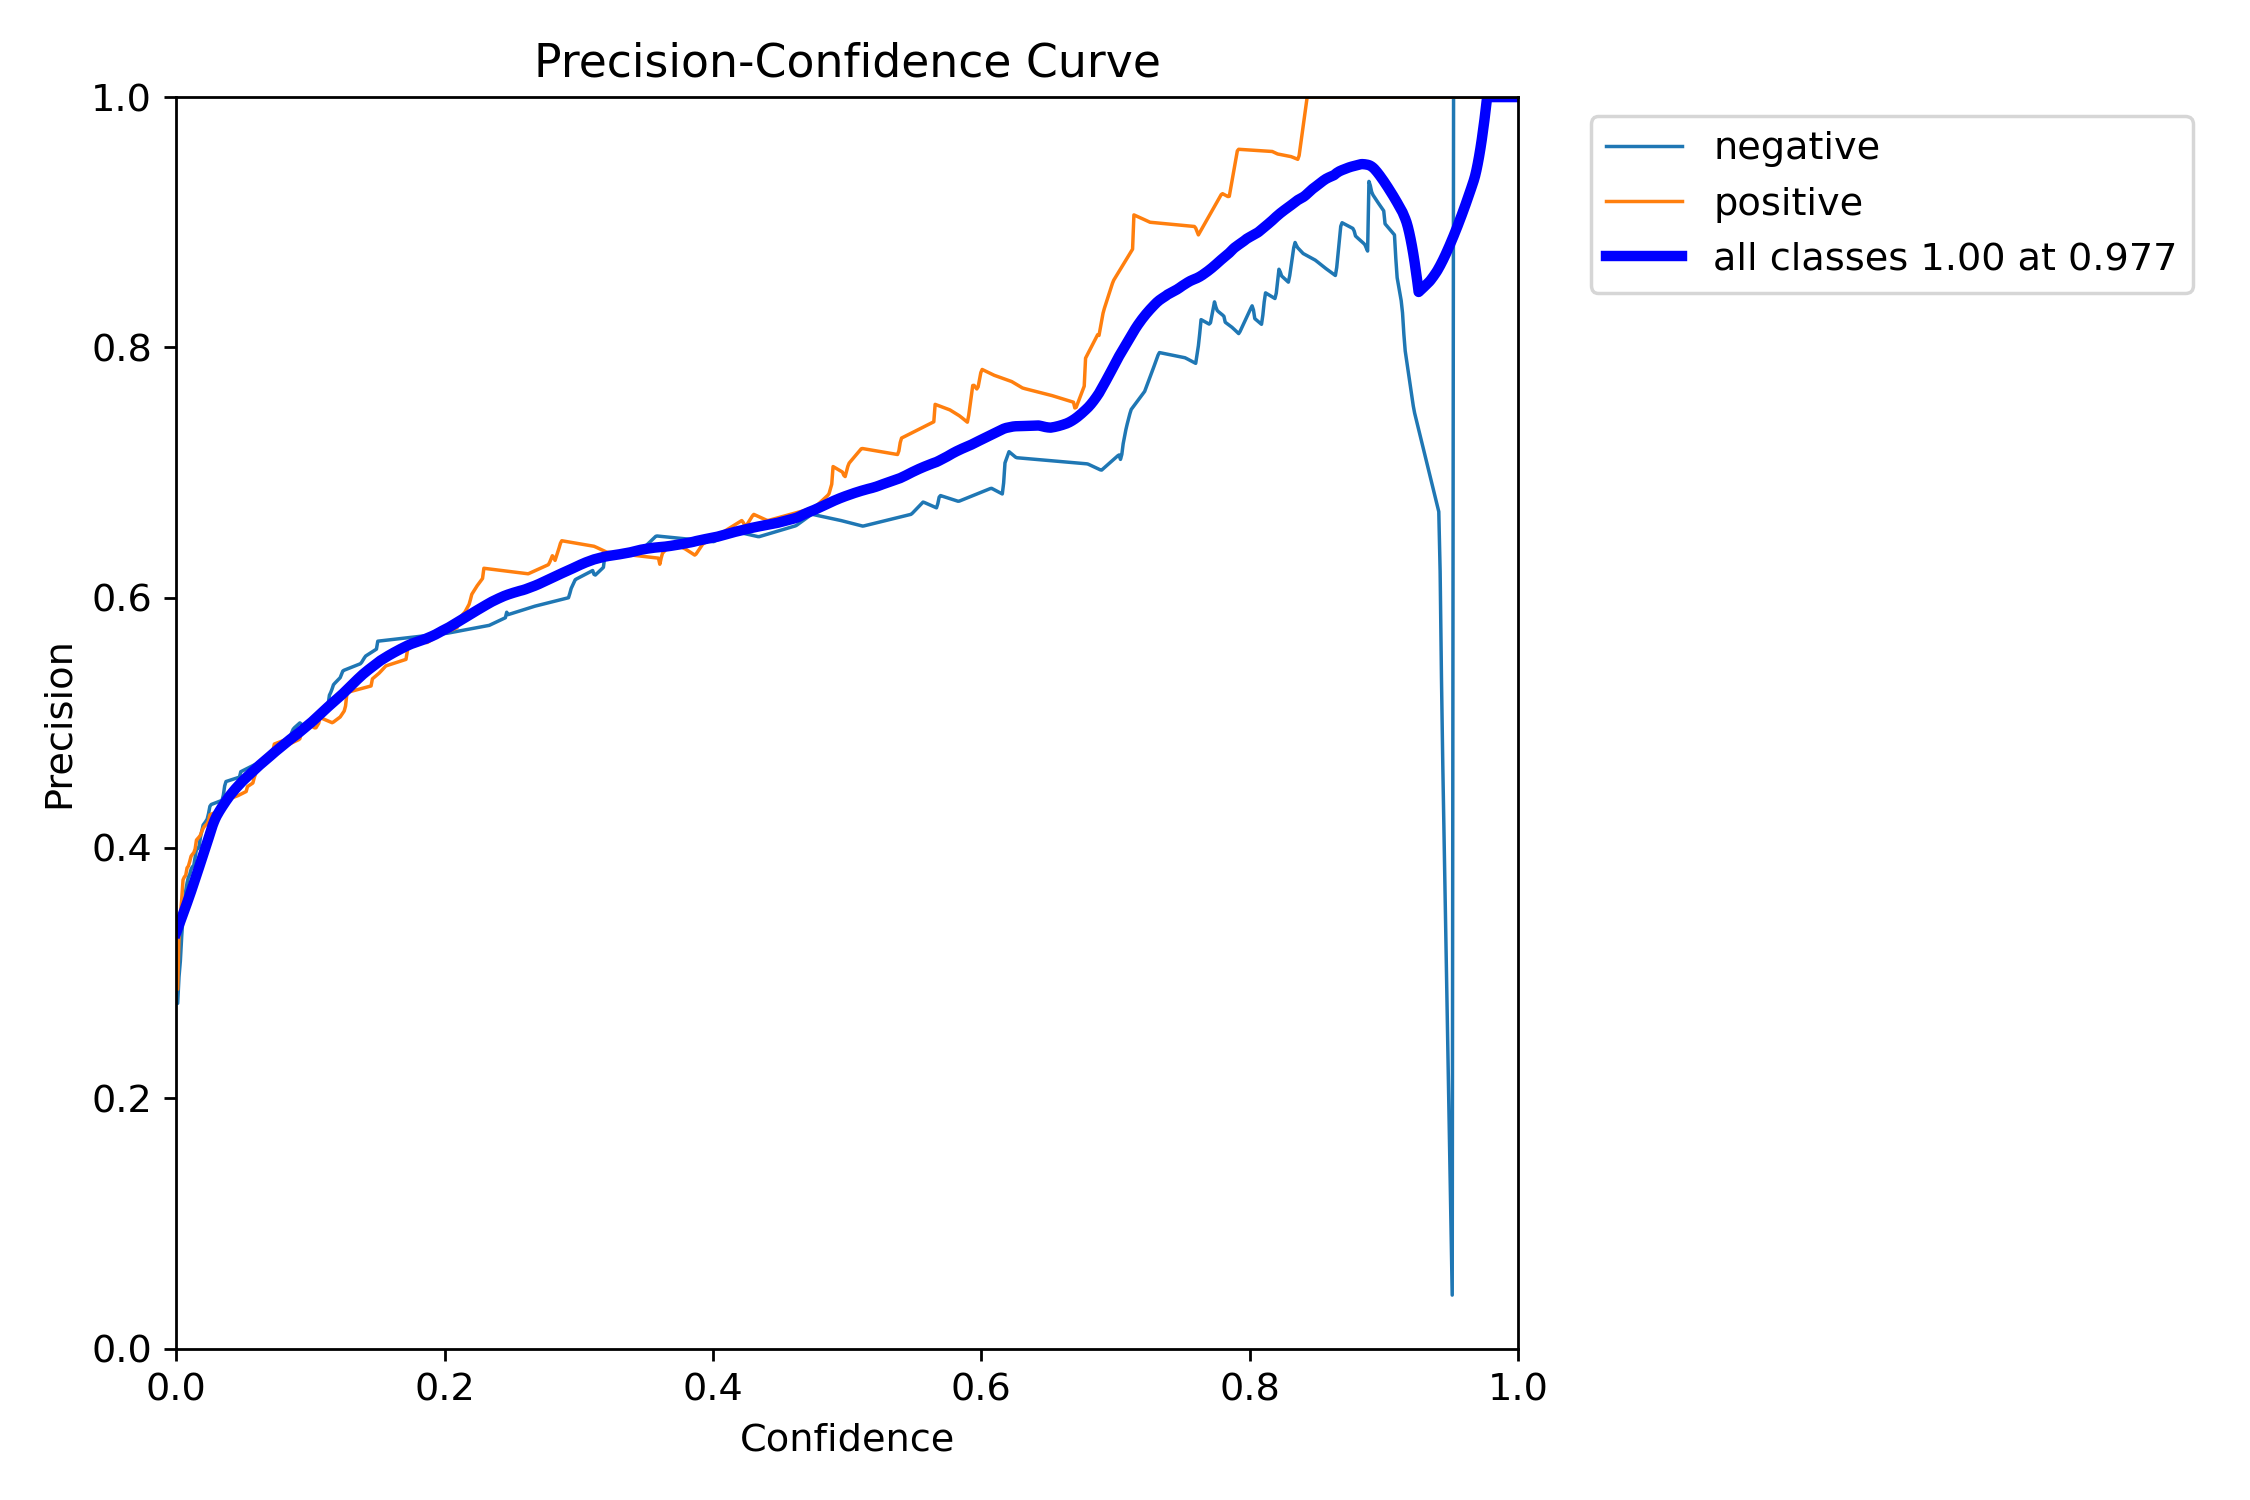 Precision-Confidence Curve
1.0
0.8
0.6
0.4
0.2
0.0
Precision
0.0 0.2 0.4 0.6 0.8 1.0
Confidence
negative
positive
all classes 1.00 at 0.977